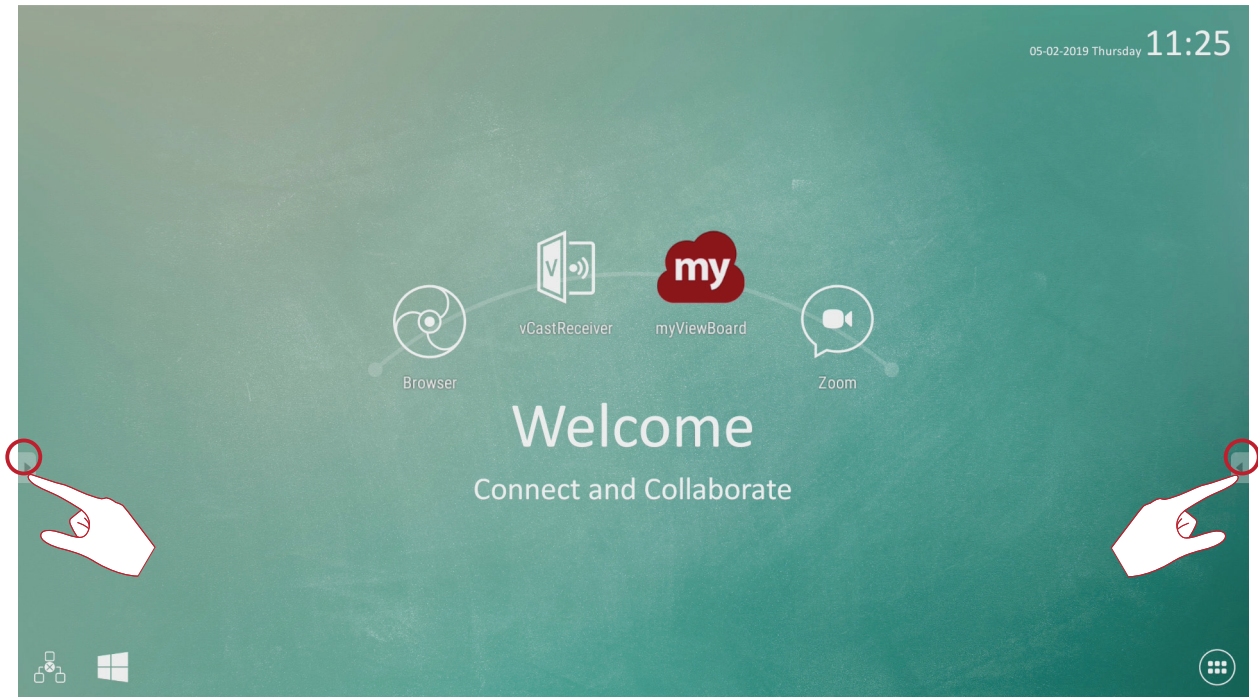 05-02-2019 Thursday 11:25
V
my
vCastReceiver
myViewBoard
Browser
Zoom
Welcome
Connect and Collaborate